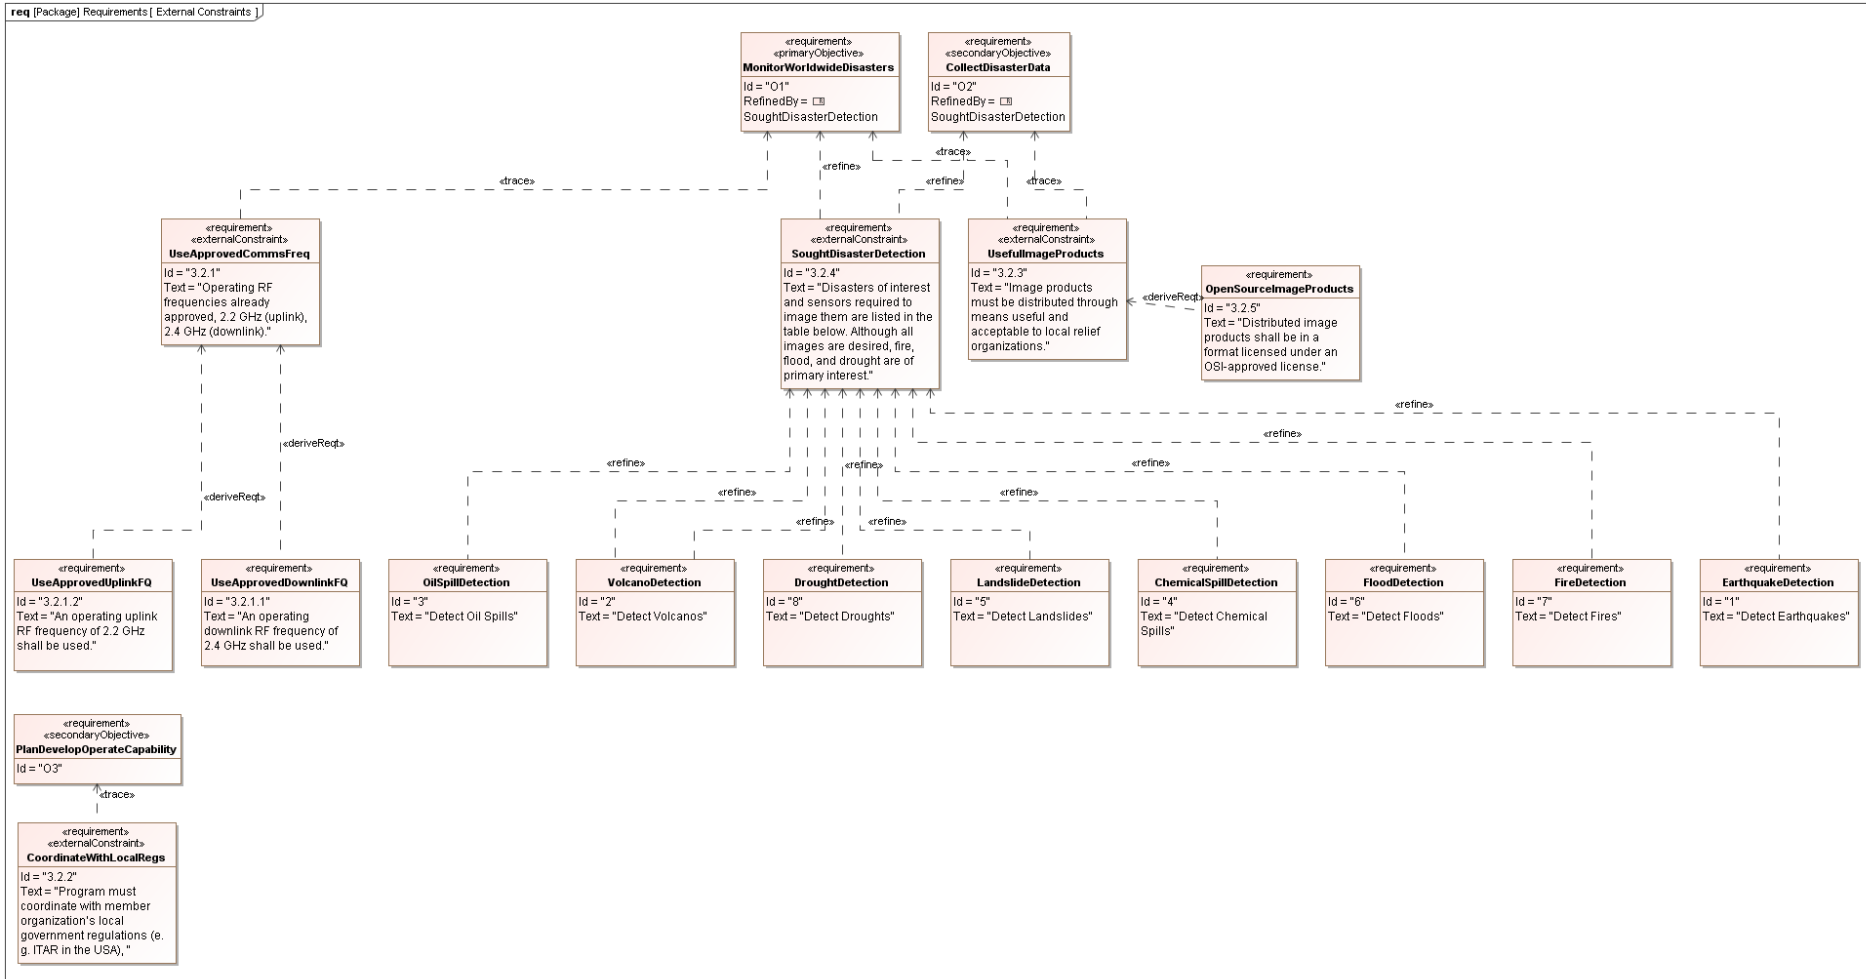 req [Package] Requirements [ External Constraints ]
«requirement»
«primaryObjective»
MonitorWorldwideDisasters
Id = "O1"
RefinedBy =
SoughtDisasterDetection
«requirement»
«secondaryObjective»
CollectDisasterData
Id = "O2"
RefinedBy =
SoughtDisasterDetection
«trace»
«refine»
«trace»
«refine»
«trace»
«requirement»
«externalConstraint»
UseApprovedCommsFreq
Id = "3.2.1"
Text = "Operating RF
frequencies already
approved, 2.2 GHz (uplink),
2.4 GHz (downlink)."
«requirement»
«externalConstraint»
SoughtDisasterDetection
Id = "3.2.4"
Text = "Disasters of interest
and sensors required to
image them are listed in the
table below. Although all
images are desired, fire,
flood, and drought are of
primary interest."
«requirement»
«externalConstraint»
UsefulImageProducts
Id = "3.2.3"
Text = "Image products
must be distributed through
means useful and
acceptable to local relief
organizations."
«deriveReqt»
«requirement»
OpenSourceImageProducts
Id = "3.2.5"
Text = "Distributed image
products shall be in a
format licensed under an
OSI-approved license."
«refine»
«refine»
«deriveReqt»
«refine»
«refine»
«refine»
«deriveReqt»
«refine»
«refine»
«refine»
«refine»
«requirement»
UseApprovedUplinkFQ
Id = "3.2.1.2"
Text = "An operating uplink
RF frequency of 2.2 GHz
shall be used."
«requirement»
UseApprovedDownlinkFQ
Id = "3.2.1.1"
Text = "An operating
downlink RF frequency of
2.4 GHz shall be used."
«requirement»
OilSpillDetection
Id = "3"
Text = "Detect Oil Spills"
«requirement»
VolcanoDetection
Id = "2"
Text = "Detect Volcanos"
«requirement»
DroughtDetection
Id = "8"
Text = "Detect Droughts"
«requirement»
LandslideDetection
Id = "5"
Text = "Detect Landslides"
«requirement»
ChemicalSpillDetection
Id = "4"
Text = "Detect Chemical
Spills"
«requirement»
FloodDetection
Id = "6"
Text = "Detect Floods"
«requirement»
FireDetection
Id = "7"
Text = "Detect Fires"
«requirement»
EarthquakeDetection
Id = "1"
Text = "Detect Earthquakes"
«requirement»
«secondaryObjective»
PlanDevelopOperateCapability
Id = "O3"
«trace»
«requirement»
«externalConstraint»
CoordinateWithLocalRegs
Id = "3.2.2"
Text = "Program must
coordinate with member
organization's local
government regulations (e.
g. ITAR in the USA), "